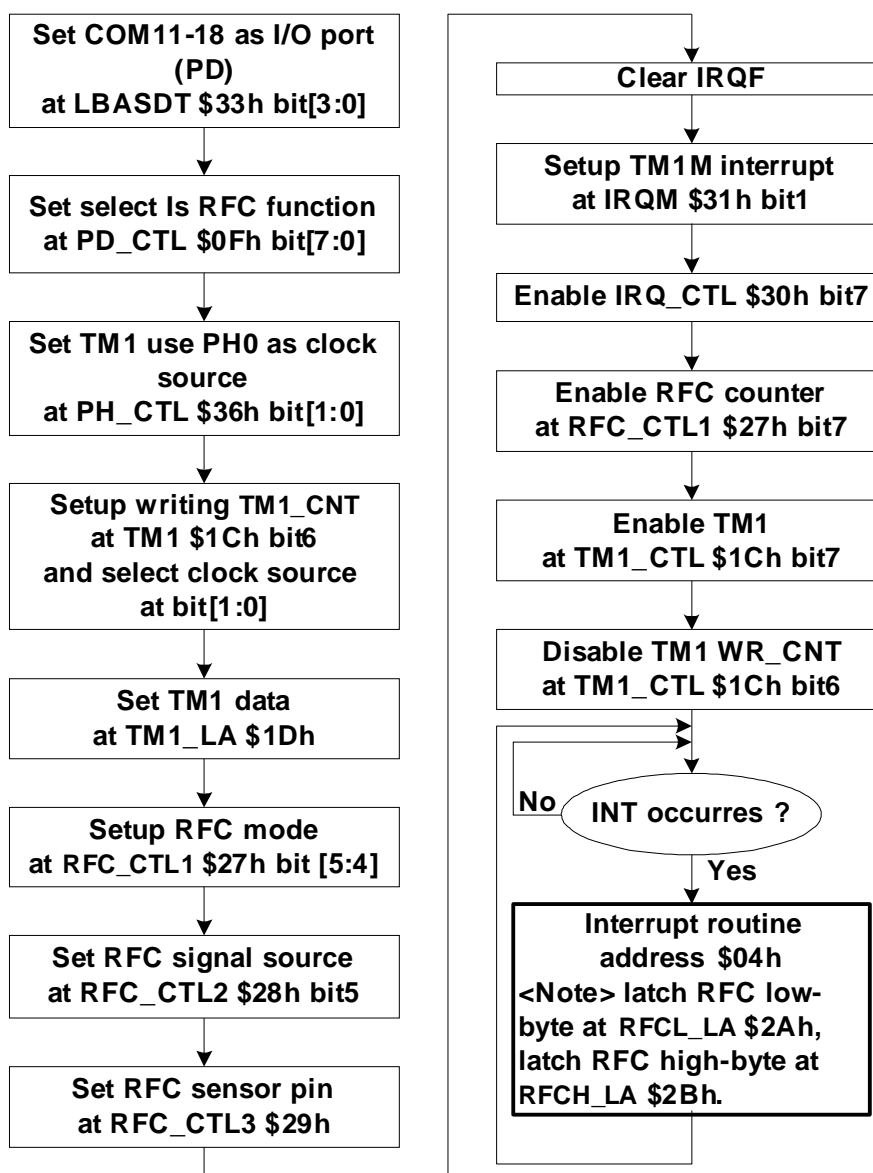 Set COM11-18 as I/O port
(PD)
at LBASDT $33h bit[3:0]
Set select Is RFC function
at PD_CTL $0Fh bit[7:0]
Set TM1 use PH0 as clock
source
at PH_CTL $36h bit[1:0]
Setup writing TM1_CNT
at TM1 $1Ch bit6
and select clock source
at bit[1:0]
Set TM1 data
at TM1_LA $1Dh
Setup RFC mode
at RFC_CTL1 $27h bit [5:4]
Set RFC signal source
at RFC_CTL2 $28h bit5
Set RFC sensor pin
at RFC_CTL3 $29h
Clear IRQF
Setup TM1M interrupt
at IRQM $31h bit1
Enable IRQ_CTL $30h bit7
Enable RFC counter
at RFC_CTL1 $27h bit7
Enable TM1
at TM1_CTL $1Ch bit7
Disable TM1 WR_CNT
at TM1_CTL $1Ch bit6
No
INT occurres ?
Yes
Interrupt routine
address $04h
<Note> latch RFC low-
byte at RFCL_LA $2Ah,
latch RFC high-byte at
RFCH_LA $2Bh.